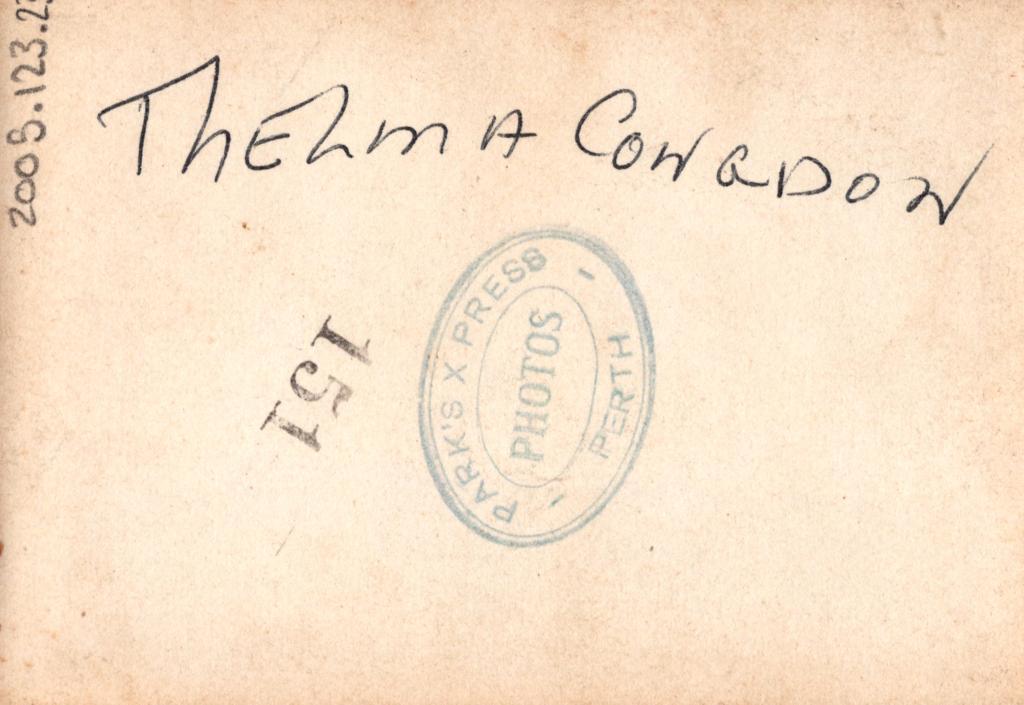 2008.123.2
THELMA CONGDON
PARK'S X PRESS
PHOTOS
PERTH
151